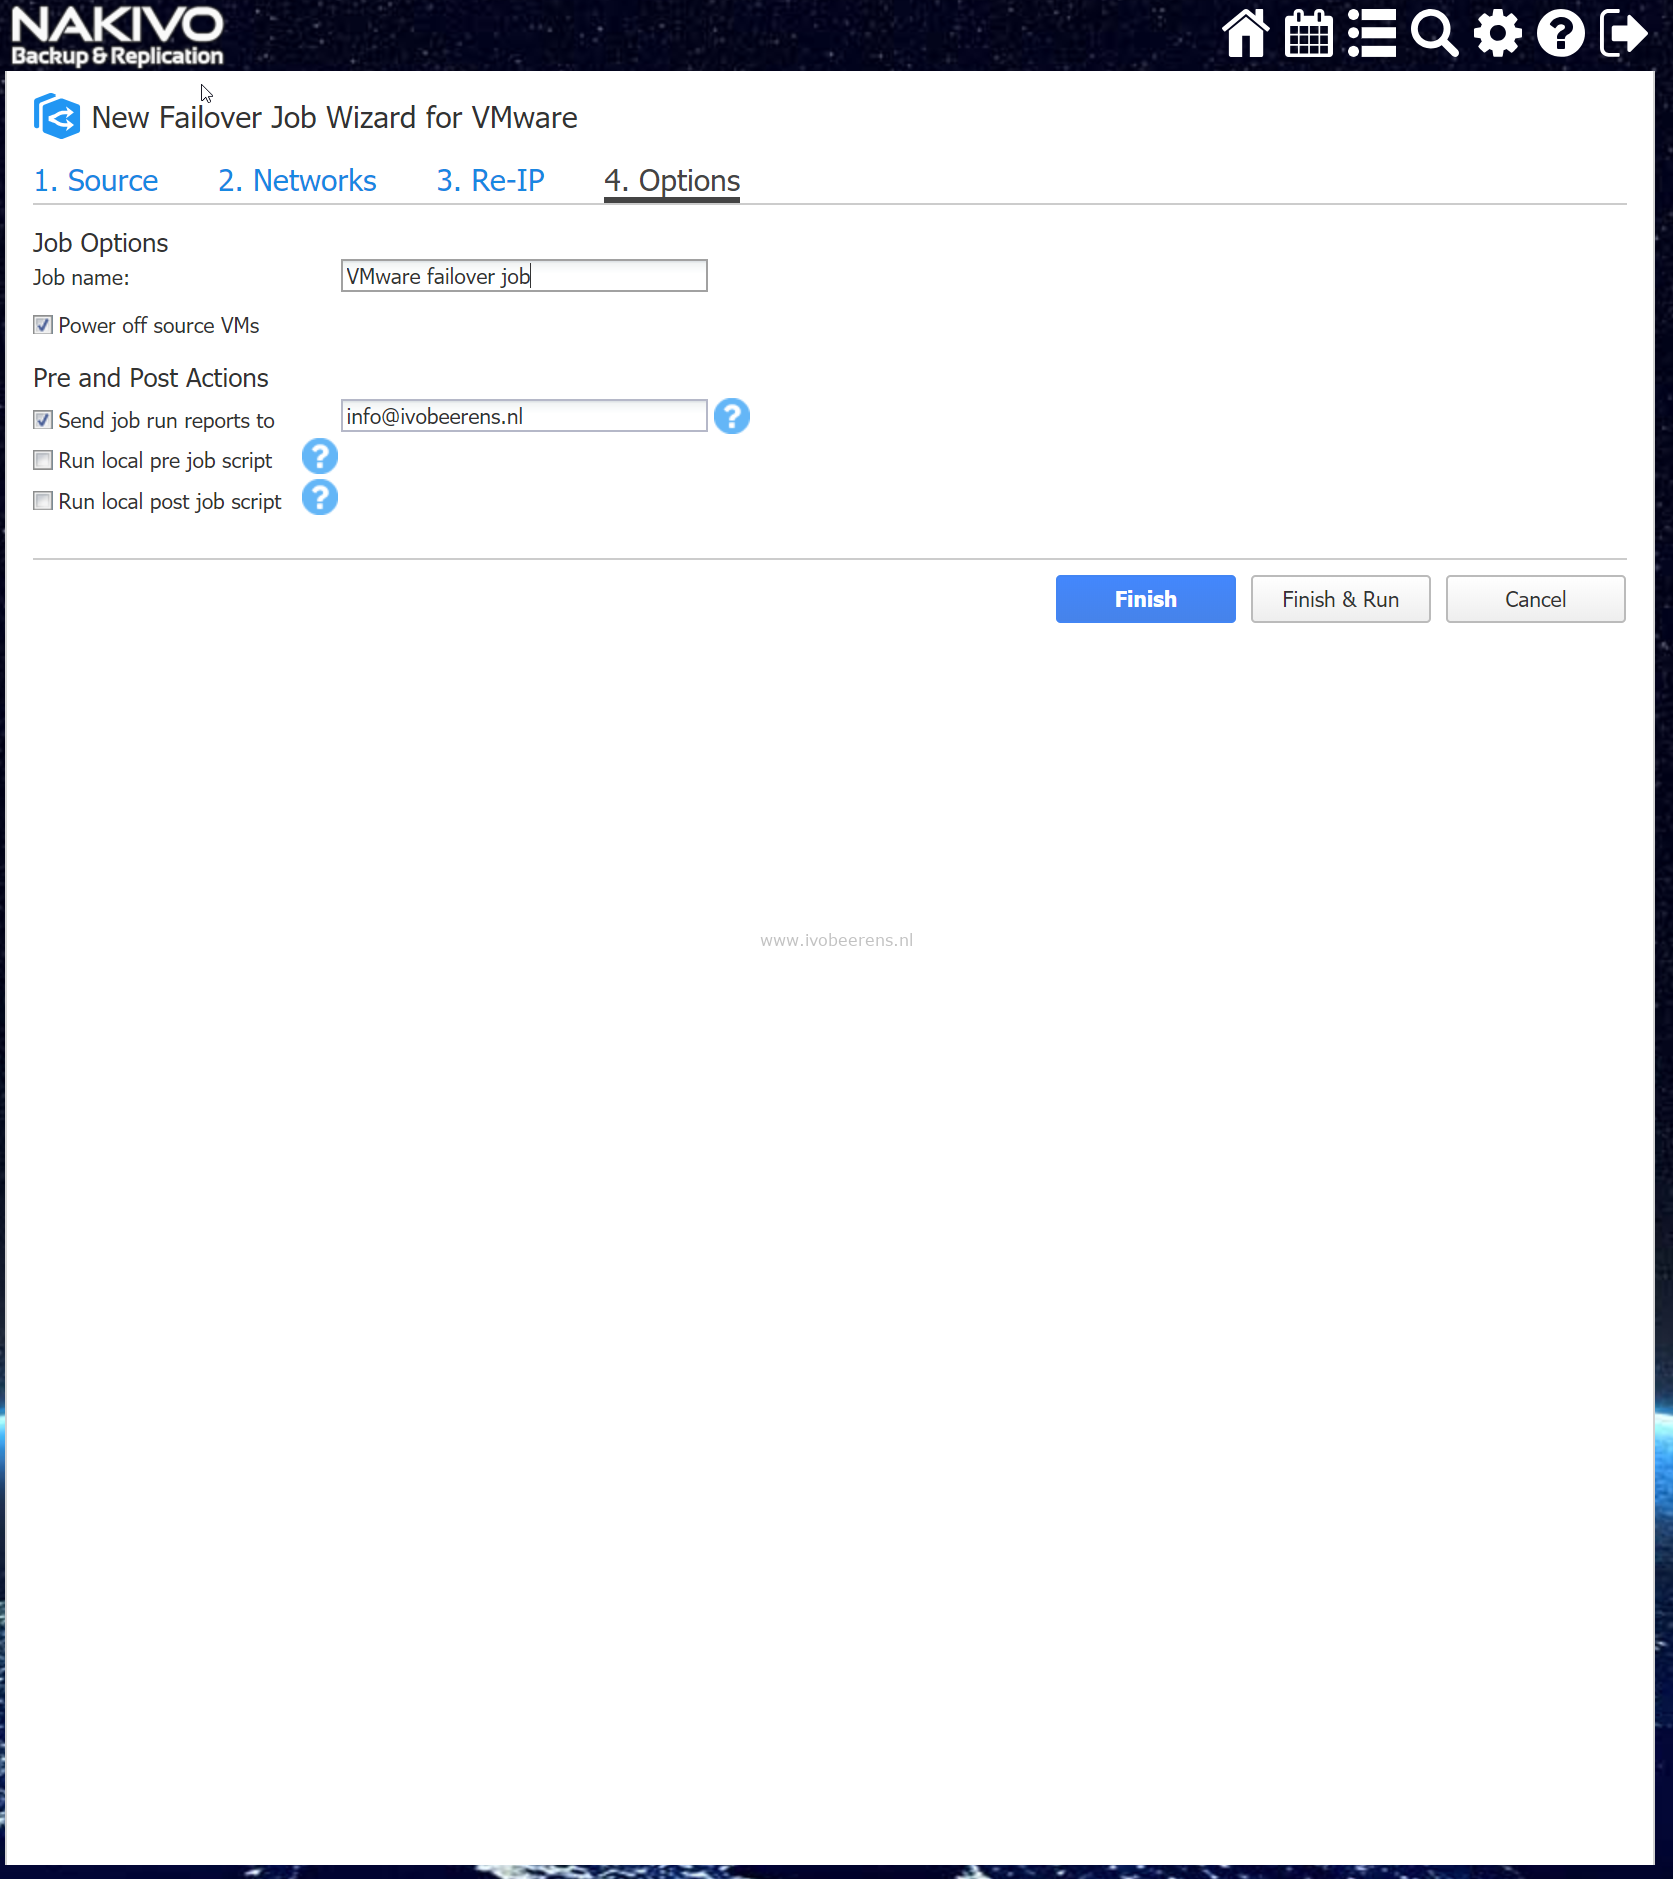 NAKIVO
Backup & Replication
New Failover Job Wizard for VMware
1. Source 2. Networks 3. Re-IP 4. Options
Job Options
Job name: VMware failover job
Power off source VMs
Pre and Post Actions
Send job run reports to info@ivobeerens.nl ?
Run local pre job script ?
Run local post job script ?
Finish Finish & Run Cancel
www.ivobeerens.nl